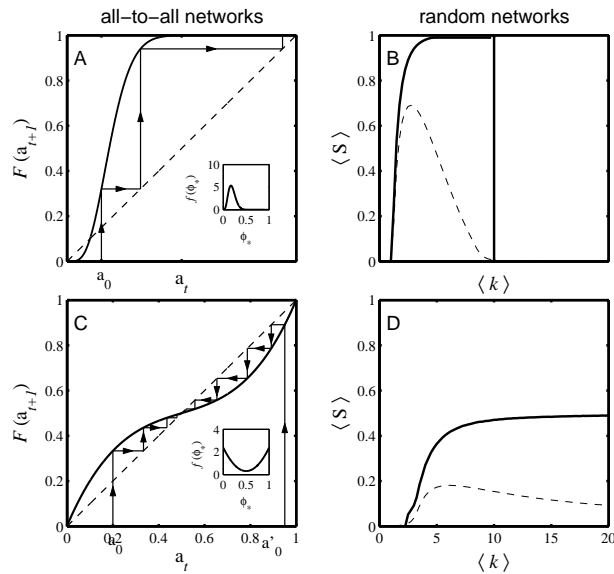 all-to-all networks
random networks
A
F (a_{t+1})
1
0.8
0.6
0.4
0.2
0
a_0
a_t
1
f(φ_*)
10
5
0
0 0.5 1
φ_*
B
⟨ S ⟩
1
0.8
0.6
0.4
0.2
0
⟨ k ⟩
C
F (a_{t+1})
1
0.8
0.6
0.4
0.2
0
0 0.2 0.4 0.6 0.8 1
a_0
a_t
a'_0
f(φ_*)
4
2
0
0 0.5 1
φ_*
D
⟨ S ⟩
1
0.8
0.6
0.4
0.2
0
0 5 10 15 20
⟨ k ⟩